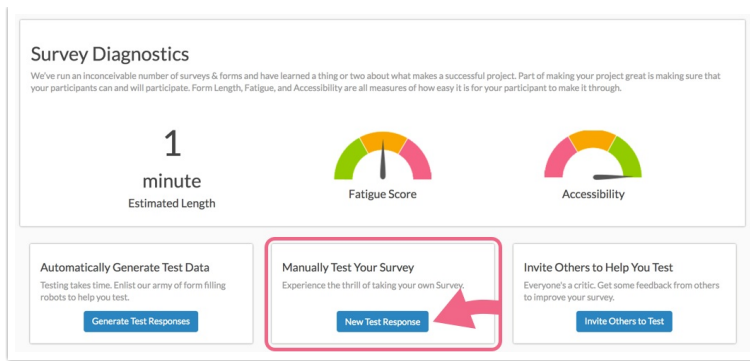 Survey Diagnostics
We've run an inconceivable number of surveys & forms and have learned a thing or two about what makes a successful project. Part of making your project great is making sure that
your participants can and will participate. Form Length, Fatigue, and Accessibility are all measures of how easy it is for your participant to make it through.
1
minute
Estimated Length
Fatigue Score
Accessibility
Automatically Generate Test Data
Testing takes time. Enlist our army of form filling
robots to help you test.
Generate Test Responses
Manually Test Your Survey
Experience the thrill of taking your own Survey.
New Test Response
Invite Others to Help You Test
Everyone's a critic. Get some feedback from others
to improve your survey.
Invite Others to Test